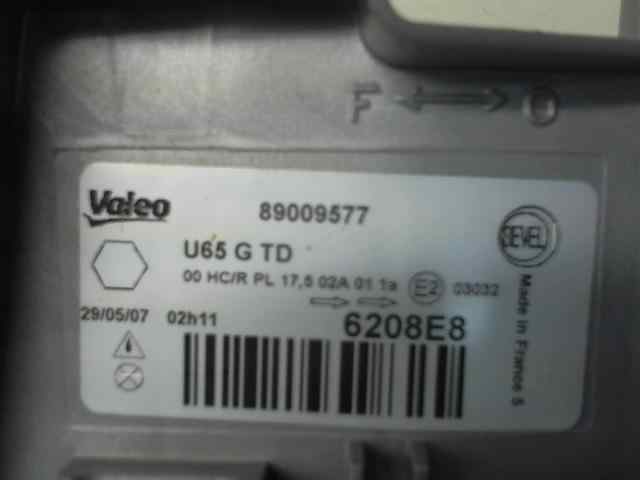 F O
Valeo 89009577
U65 G TD
00 HC/R PL 17,5 02A 01 1a E2 03032
29/05/07 02h11 6208E8
SEVEL
Made in France 5